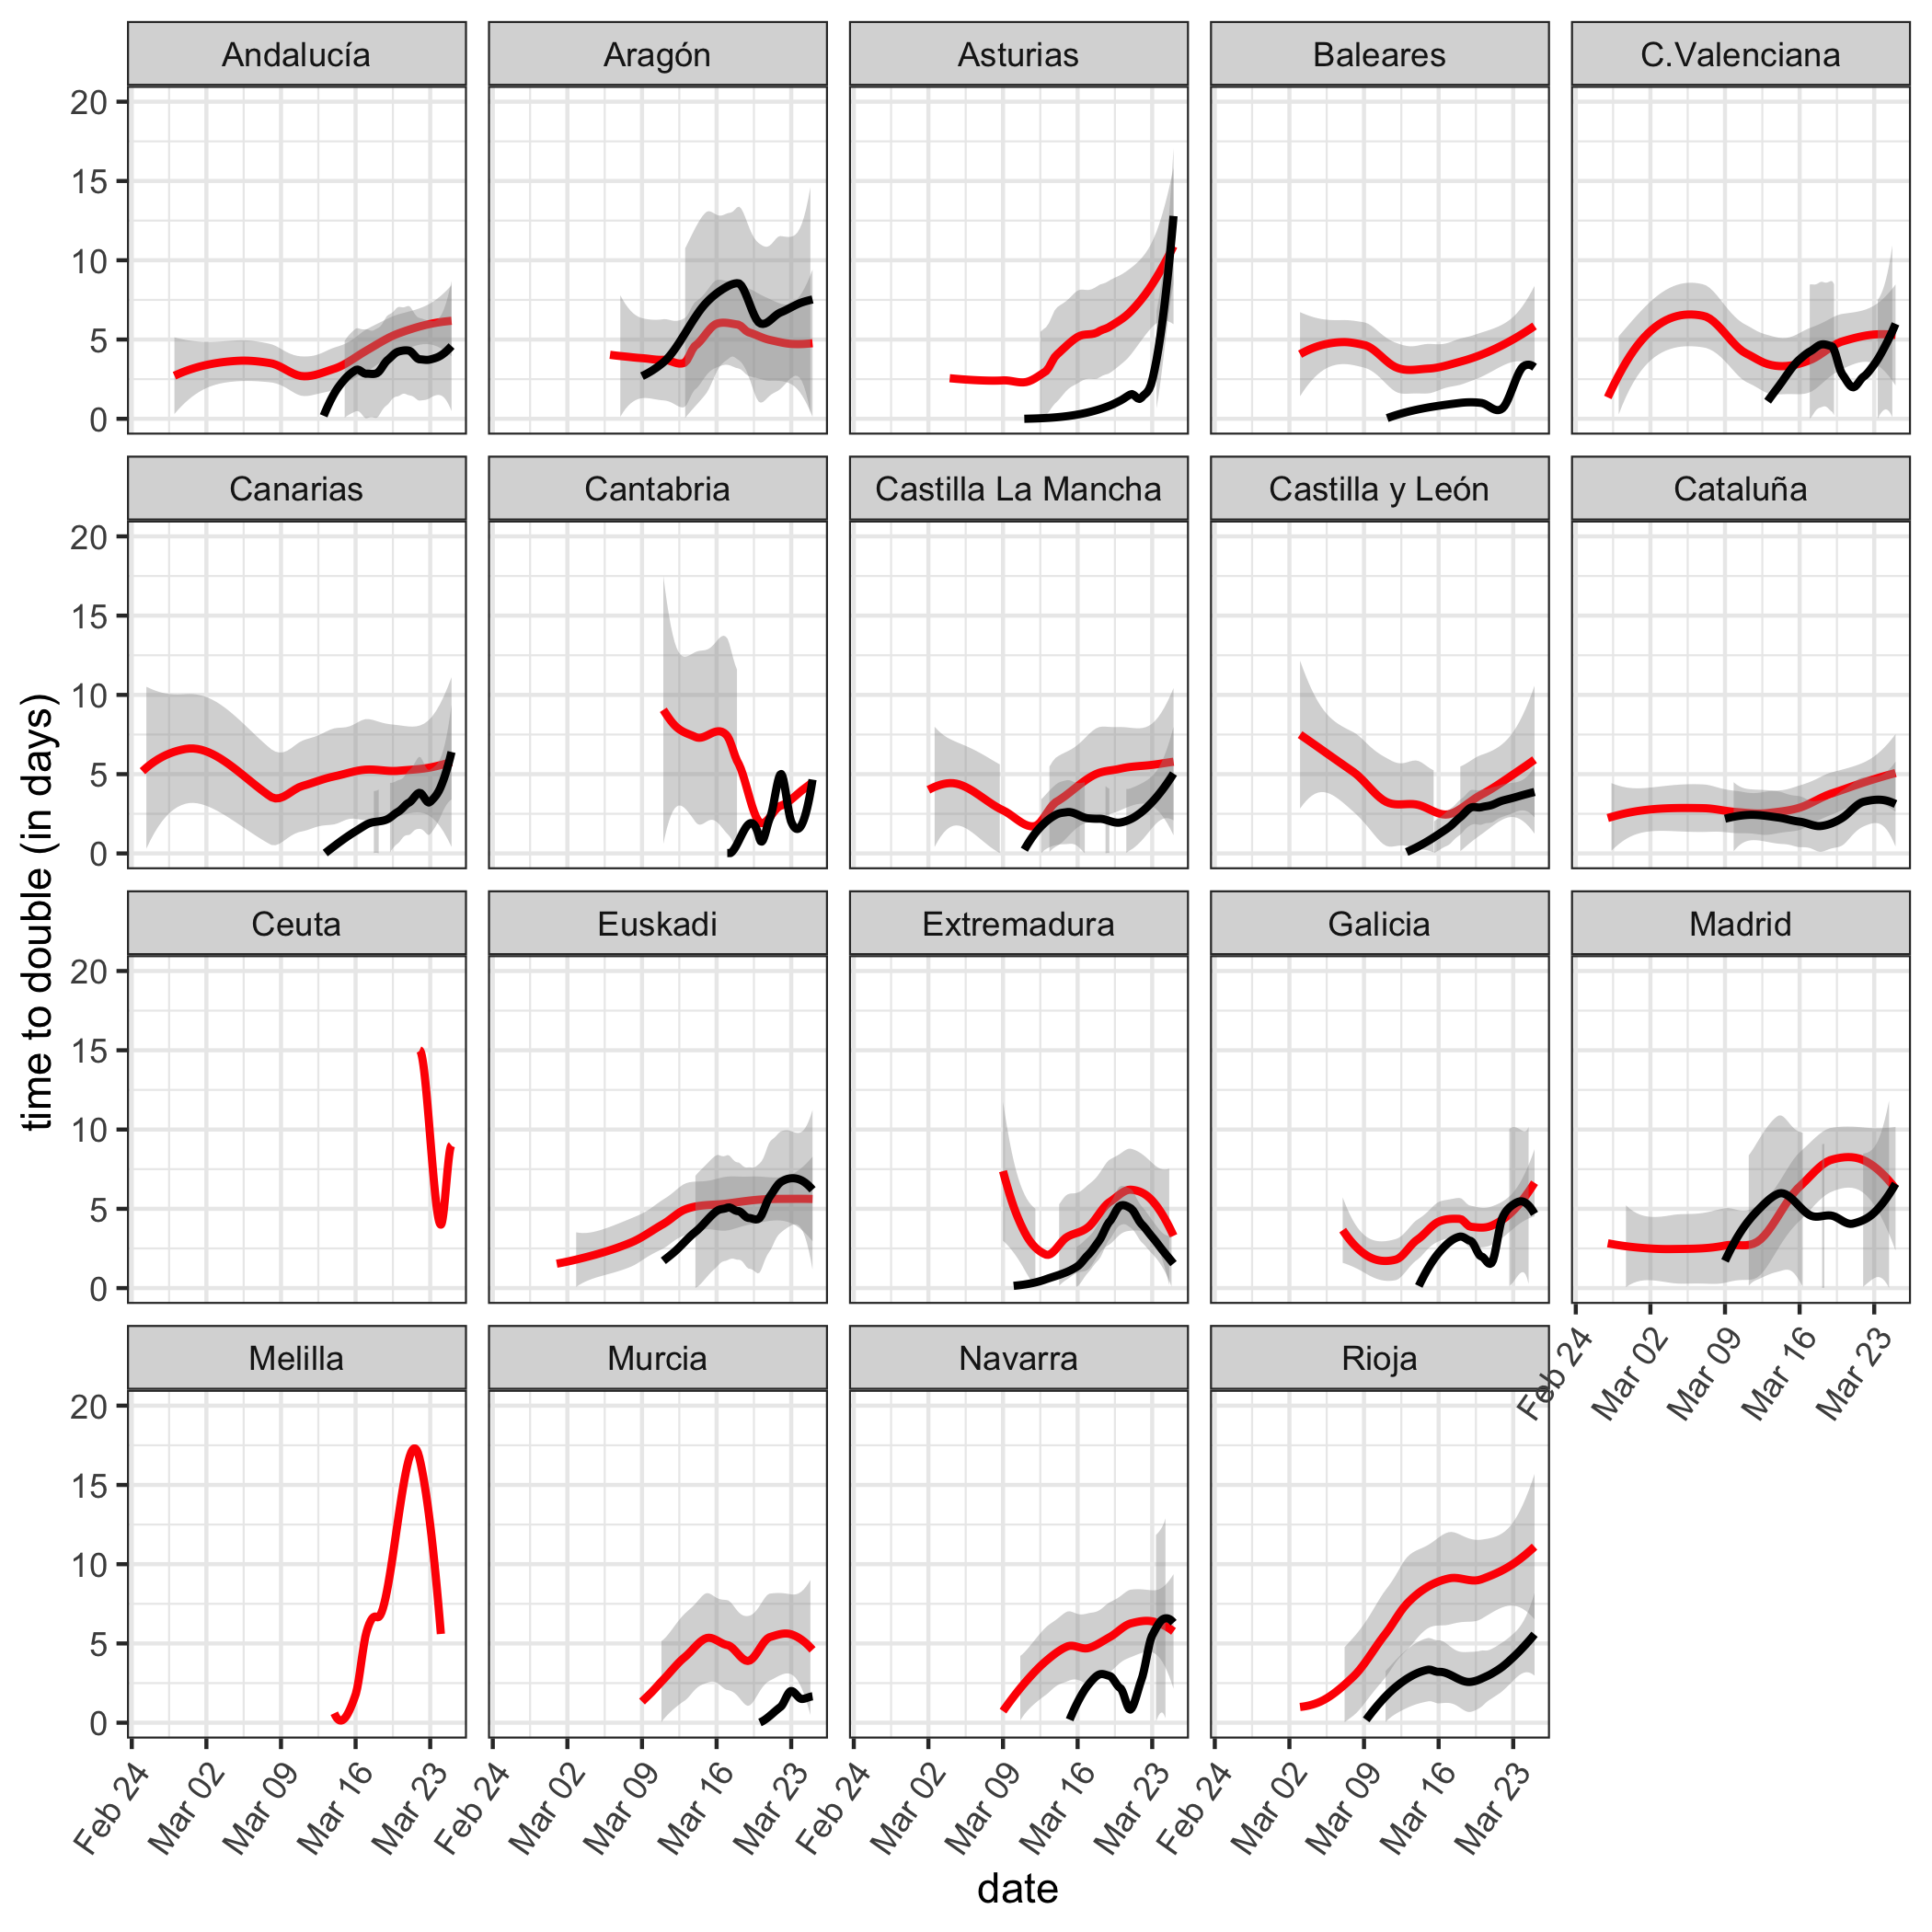 Andalucía Aragón Asturias Baleares C.Valenciana
20
15
10
5
0
Canarias Cantabria Castilla La Mancha Castilla y León Cataluña
20
15
10
5
0
Ceuta Euskadi Extremadura Galicia Madrid
20
15
10
5
0
Feb 24 Mar 02 Mar 09 Mar 16 Mar 23
Melilla Murcia Navarra Rioja
20
15
10
5
0
Feb 24 Mar 02 Mar 09 Mar 16 Mar 23 Feb 24 Mar 02 Mar 09 Mar 16 Mar 23 Feb 24 Mar 02 Mar 09 Mar 16 Mar 23 Feb 24 Mar 02 Mar 09 Mar 16 Mar 23
date
time to double (in days)